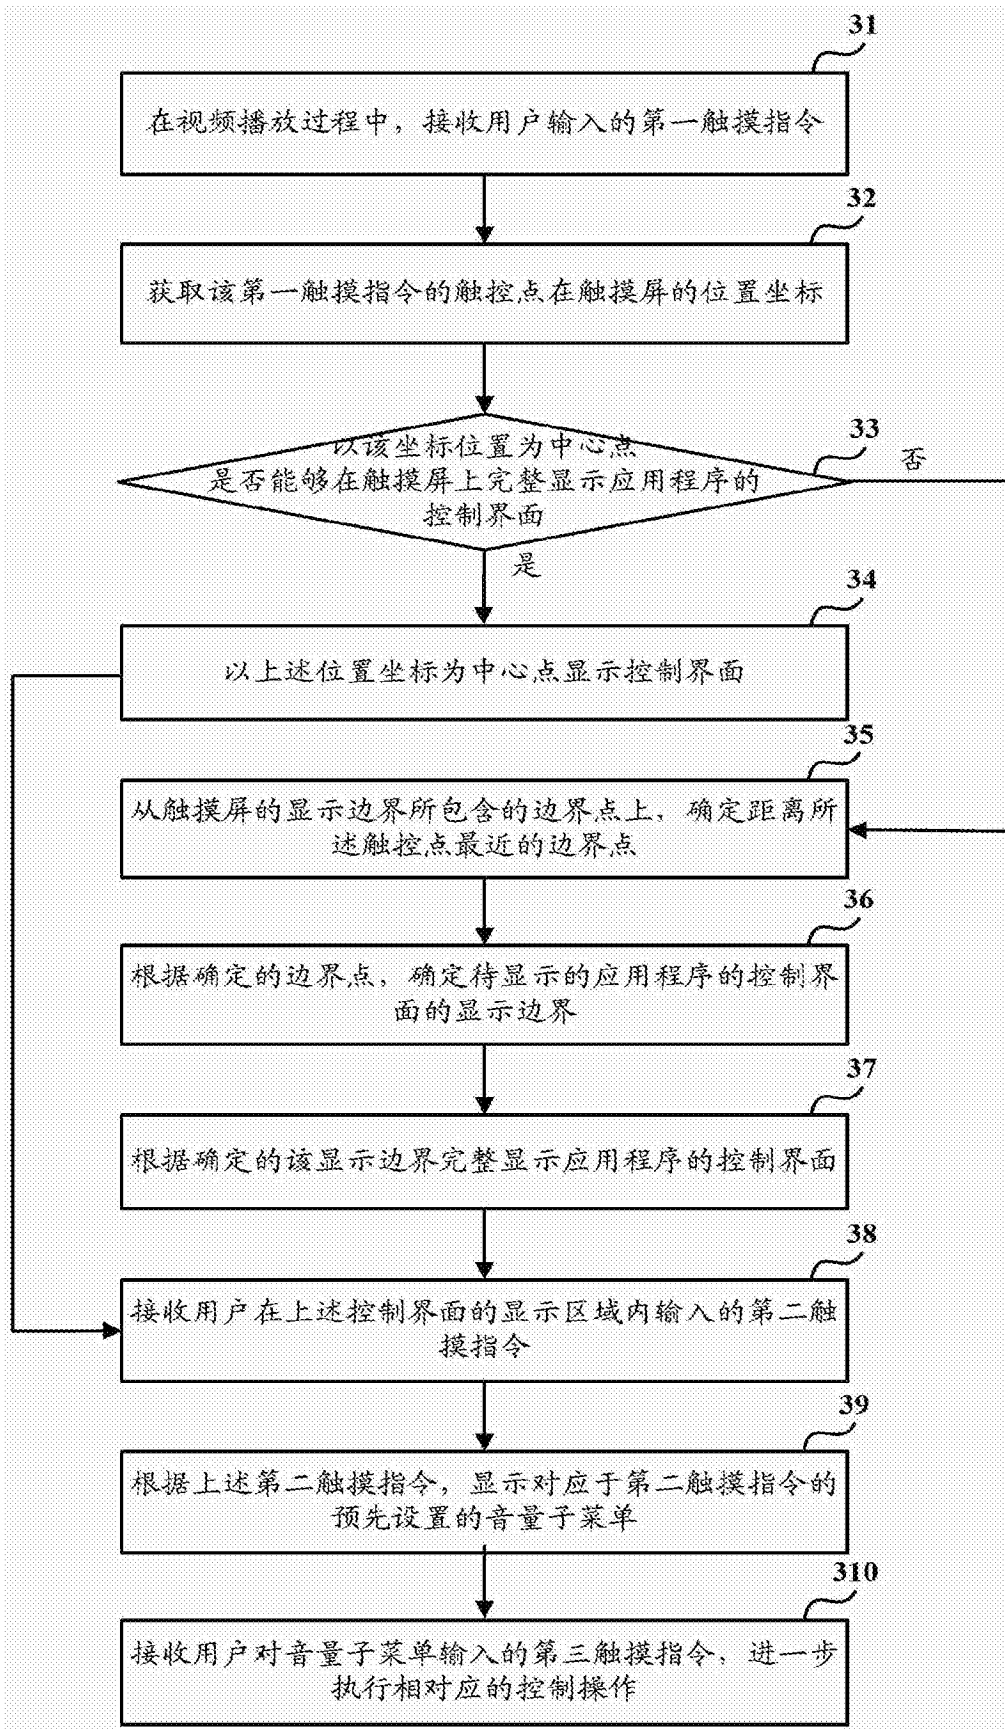 31
在视频播放过程中，接收用户输入的第一触摸指令
32
获取该第一触摸指令的触控点在触摸屏的位置坐标
33
以该坐标位置为中心点
是否能够在触摸屏上完整显示应用程序的
控制界面
否
是
34
以上述位置坐标为中心点显示控制界面
35
从触摸屏的显示边界所包含的边界点上，确定距离所
述触控点最近的边界点
36
根据确定的边界点，确定待显示的应用程序的控制界
面的显示边界
37
根据确定的该显示边界完整显示应用程序的控制界面
38
接收用户在上述控制界面的显示区域内输入的第二触
摸指令
39
根据上述第二触摸指令，显示对应于第二触摸指令的
预先设置的音量子菜单
310
接收用户对音量子菜单输入的第三触摸指令，进一步
执行相对应的控制操作